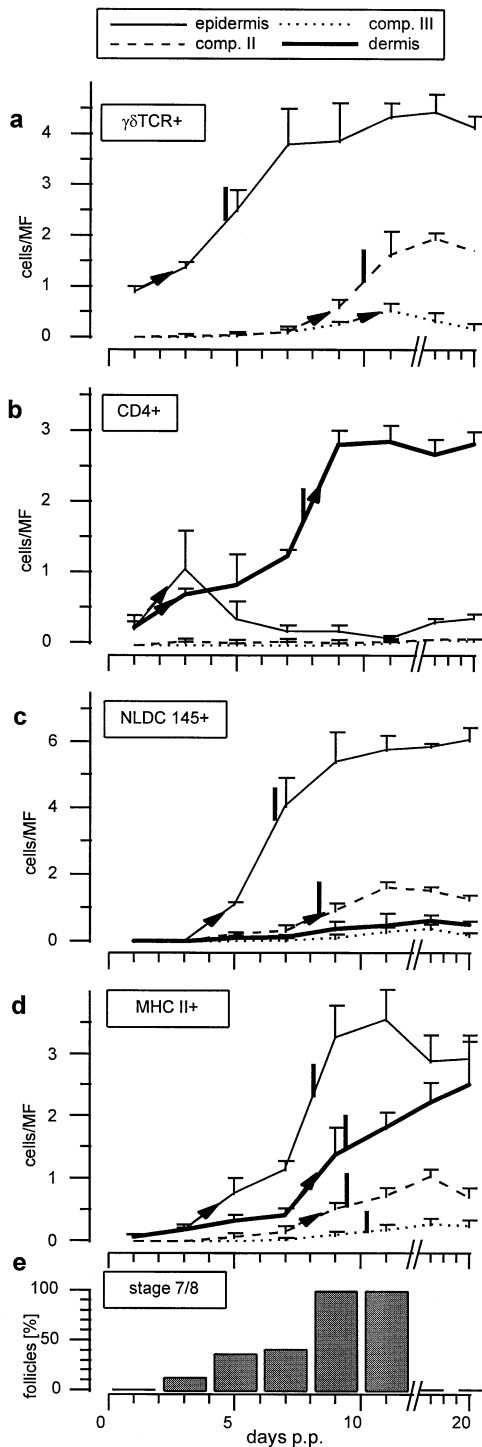 epidermis comp. III
comp. II dermis
a
γδTCR+
4
3
2
1
0
cells/MF
b
CD4+
3
2
1
0
cells/MF
c
NLDC 145+
6
4
2
0
cells/MF
d
MHC II+
3
2
1
0
cells/MF
e
stage 7/8
100
50
0
follicles [%]
0 5 10 20
days p.p.